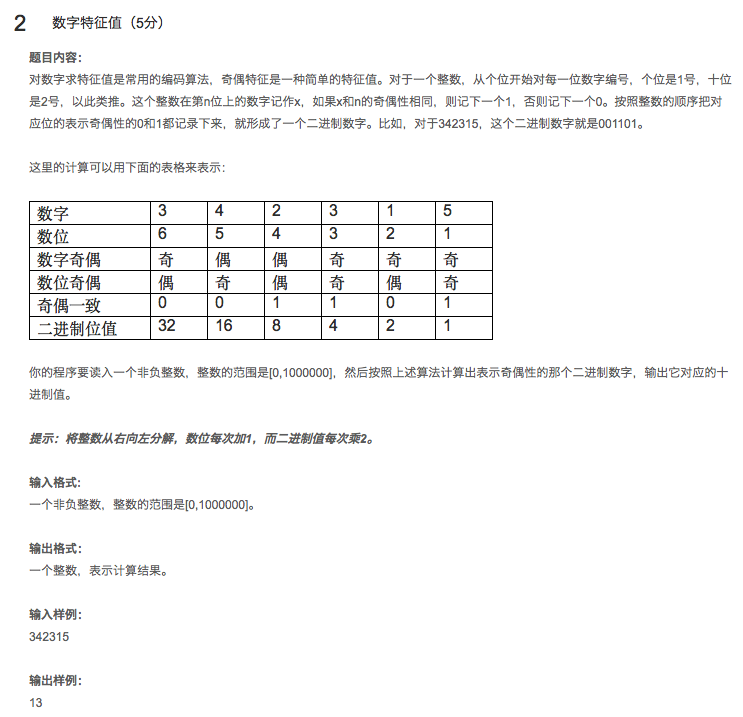 2 数字特征值（5分）
题目内容：
对数字求特征值是常用的编码算法，奇偶特征是一种简单的特征值。对于一个整数，从个位开始对每一位数字编号，个位是1号，十位
是2号，以此类推。这个整数在第n位上的数字记作x，如果x和n的奇偶性相同，则记下一个1，否则记下一个0。按照整数的顺序把对
应位的表示奇偶性的0和1都记录下来，就形成了一个二进制数字。比如，对于342315，这个二进制数字就是001101。
这里的计算可以用下面的表格来表示：
数字 3 4 2 3 1 5
数位 6 5 4 3 2 1
数字奇偶 奇 偶 偶 奇 奇 奇
数位奇偶 偶 奇 偶 奇 偶 奇
奇偶一致 0 0 1 1 0 1
二进制位值 32 16 8 4 2 1
你的程序要读入一个非负整数，整数的范围是[0,1000000]，然后按照上述算法计算出表示奇偶性的那个二进制数字，输出它对应的十
进制值。
提示：将整数从右向左分解，数位每次加1，而二进制值每次乘2。
输入格式：
一个非负整数，整数的范围是[0,1000000]。
输出格式：
一个整数，表示计算结果。
输入样例：
342315
输出样例：
13